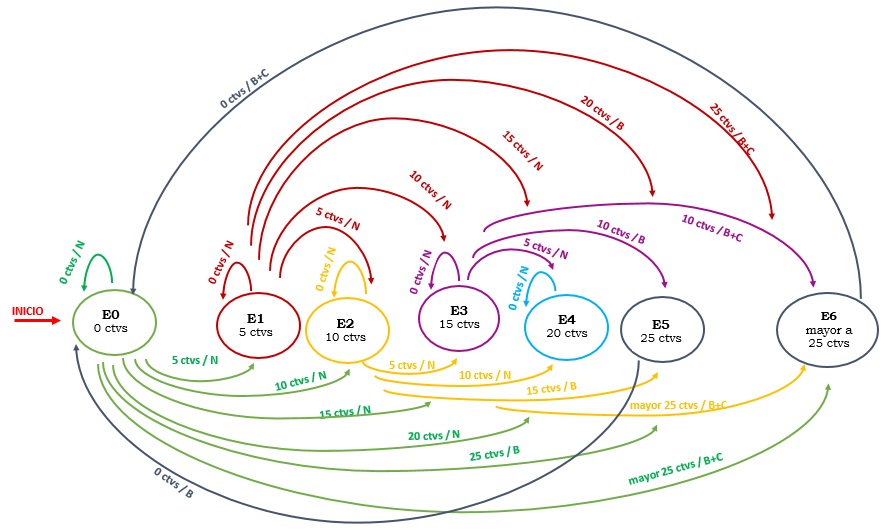 0 ctvs / B+C
20 ctvs / B
25 ctvs / B+C
15 ctvs / N
10 ctvs / N
5 ctvs / N
10 ctvs / B+C
10 ctvs / B
5 ctvs / N
0 ctvs / N
0 ctvs / N
0 ctvs / N
0 ctvs / N
0 ctvs / N
INICIO
E0
0 ctvs
E1
5 ctvs
E2
10 ctvs
E3
15 ctvs
E4
20 ctvs
E5
25 ctvs
E6
mayor a
25 ctvs
5 ctvs / N
10 ctvs / N
15 ctvs / N
20 ctvs / N
25 ctvs / B
5 ctvs / N
10 ctvs / N
15 ctvs / B
mayor 25 ctvs / B+C
mayor 25 ctvs / B+C
0 ctvs / B